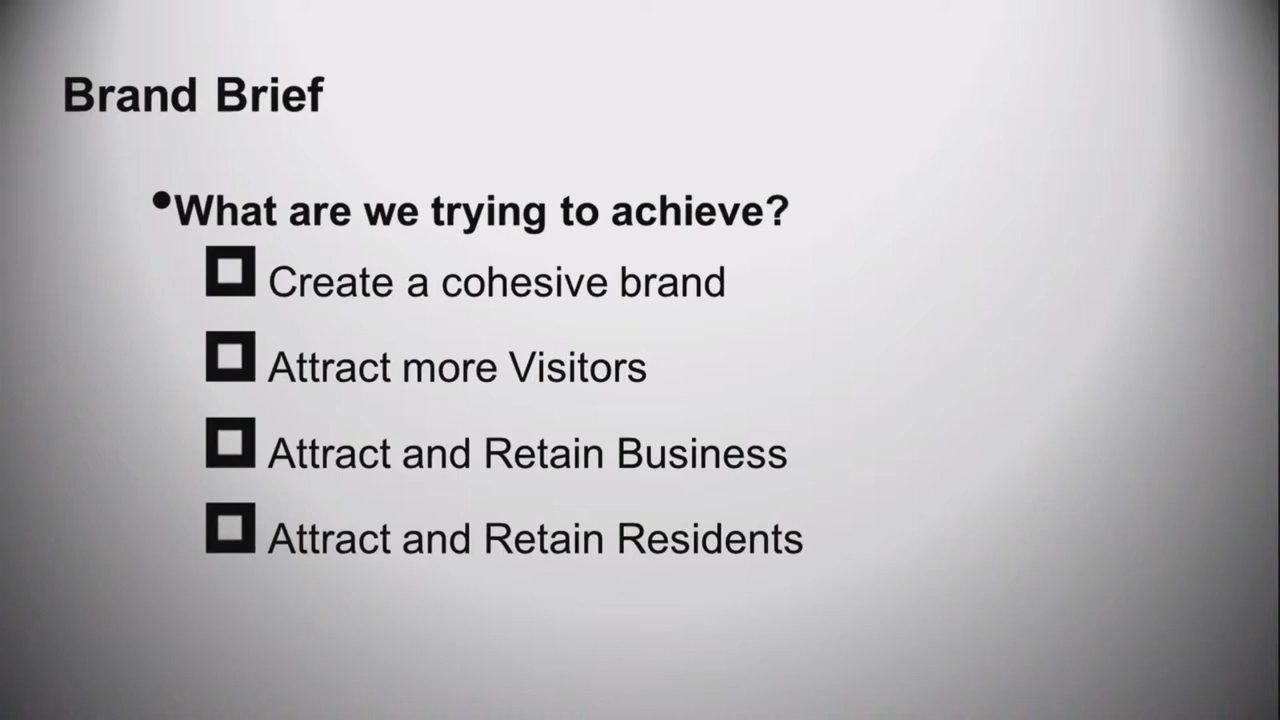 Brand Brief
•What are we trying to achieve?
Create a cohesive brand
Attract more Visitors
Attract and Retain Business
Attract and Retain Residents